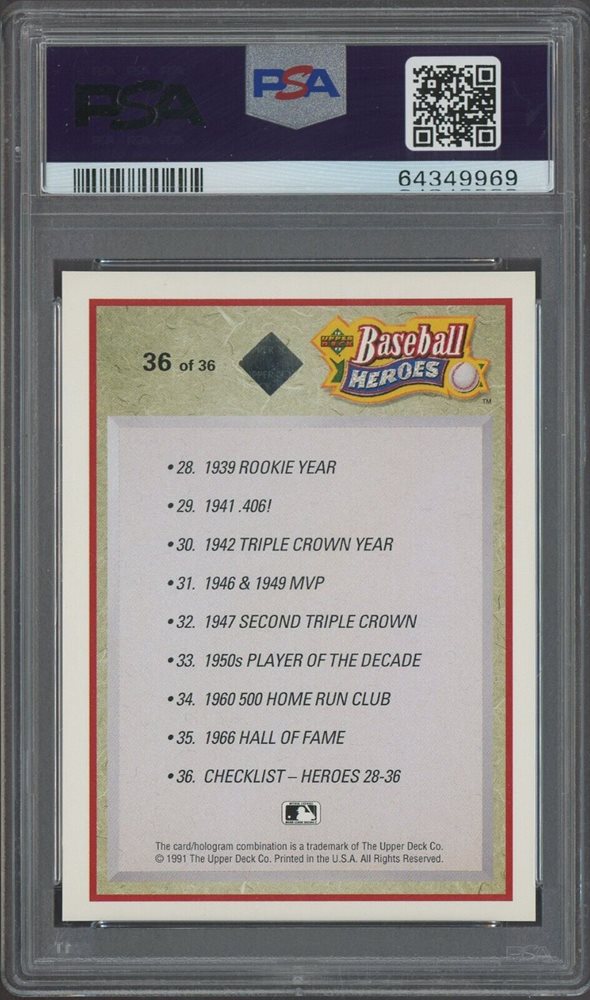 PSA
PSA
64349969
36 of 36
UPPER DECK
Baseball
HEROES
TM
• 28. 1939 ROOKIE YEAR
• 29. 1941 .406!
• 30. 1942 TRIPLE CROWN YEAR
• 31. 1946 & 1949 MVP
• 32. 1947 SECOND TRIPLE CROWN
• 33. 1950s PLAYER OF THE DECADE
• 34. 1960 500 HOME RUN CLUB
• 35. 1966 HALL OF FAME
• 36. CHECKLIST – HEROES 28-36
The card/hologram combination is a trademark of The Upper Deck Co.
© 1991 The Upper Deck Co. Printed in the U.S.A. All Rights Reserved.
PSA